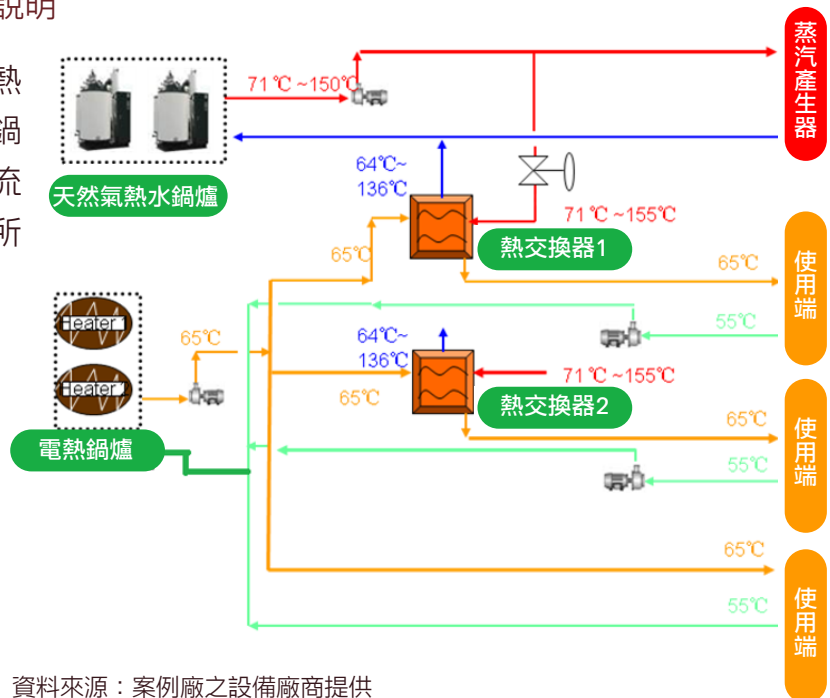 說明
熱
鍋
流
所
71℃ ~150℃
蒸汽產生器
天然氣熱水鍋爐
64℃~
136℃
71℃ ~155℃
熱交換器1
65℃
65℃
使用端
55℃
Heater 1
65℃
64℃~
136℃
71℃ ~155℃
Heater 2
65℃
熱交換器2
65℃
使用端
電熱鍋爐
55℃
65℃
使用端
55℃
資料來源：案例廠之設備廠商提供